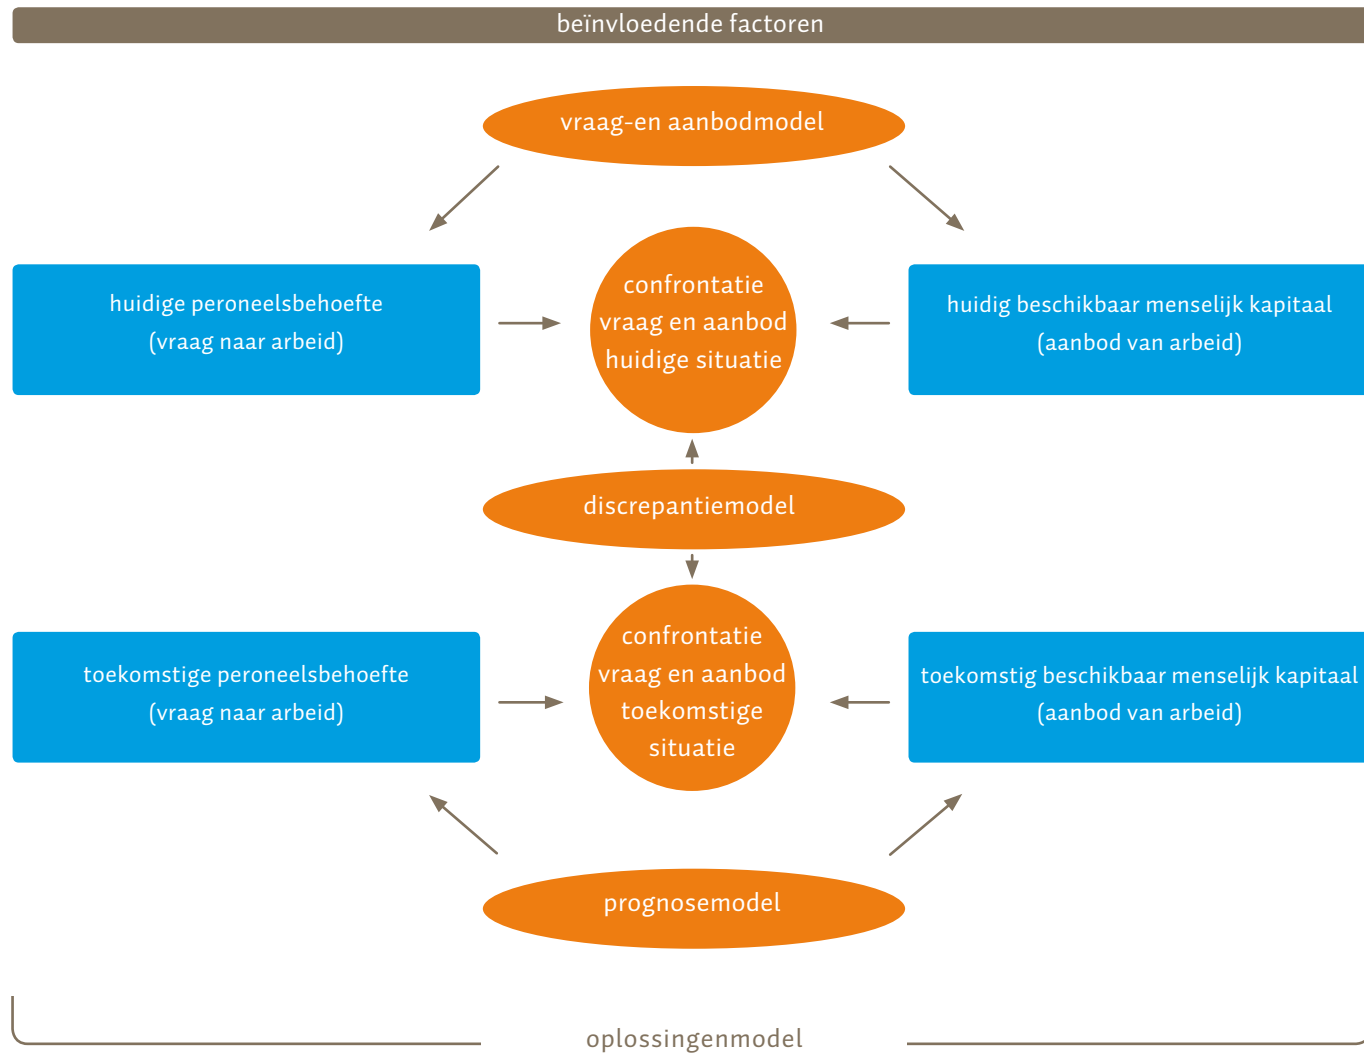 beïnvloedende factoren
vraag-en aanbodmodel
huidige peroneelsbehoefte
(vraag naar arbeid)
confrontatie
vraag en aanbod
huidige situatie
huidig beschikbaar menselijk kapitaal
(aanbod van arbeid)
discrepantiemodel
toekomstige peroneelsbehoefte
(vraag naar arbeid)
confrontatie
vraag en aanbod
toekomstige
situatie
toekomstig beschikbaar menselijk kapitaal
(aanbod van arbeid)
prognosemodel
oplossingenmodel